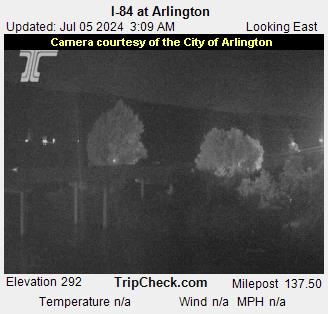 I-84 at Arlington
Updated: Jul 05 2024 3:09 AM Looking East
Camera courtesy of the City of Arlington
Elevation 292 TripCheck.com Milepost 137.50
Temperature n/a Wind n/a MPH n/a